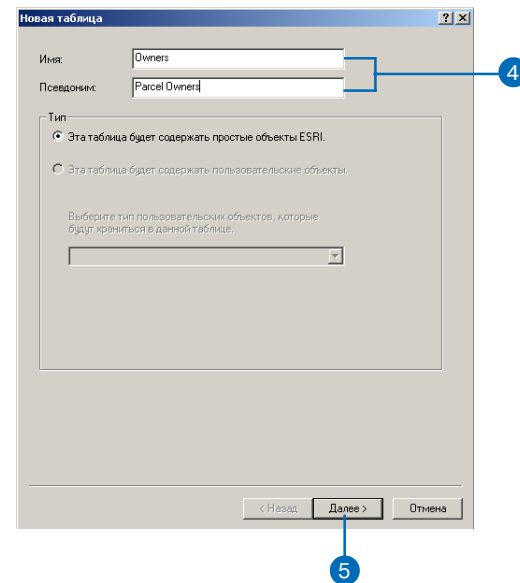 Новая таблица
? ×
Имя: Owners
4
Псевдоним: Parcel Owners
Тип
Эта таблица будет содержать простые объекты ESRI.
Эта таблица будет содержать пользовательские объекты.
Выберите тип пользовательских объектов, которые
будут храниться в данной таблице.
< Назад Далее > Отмена
5